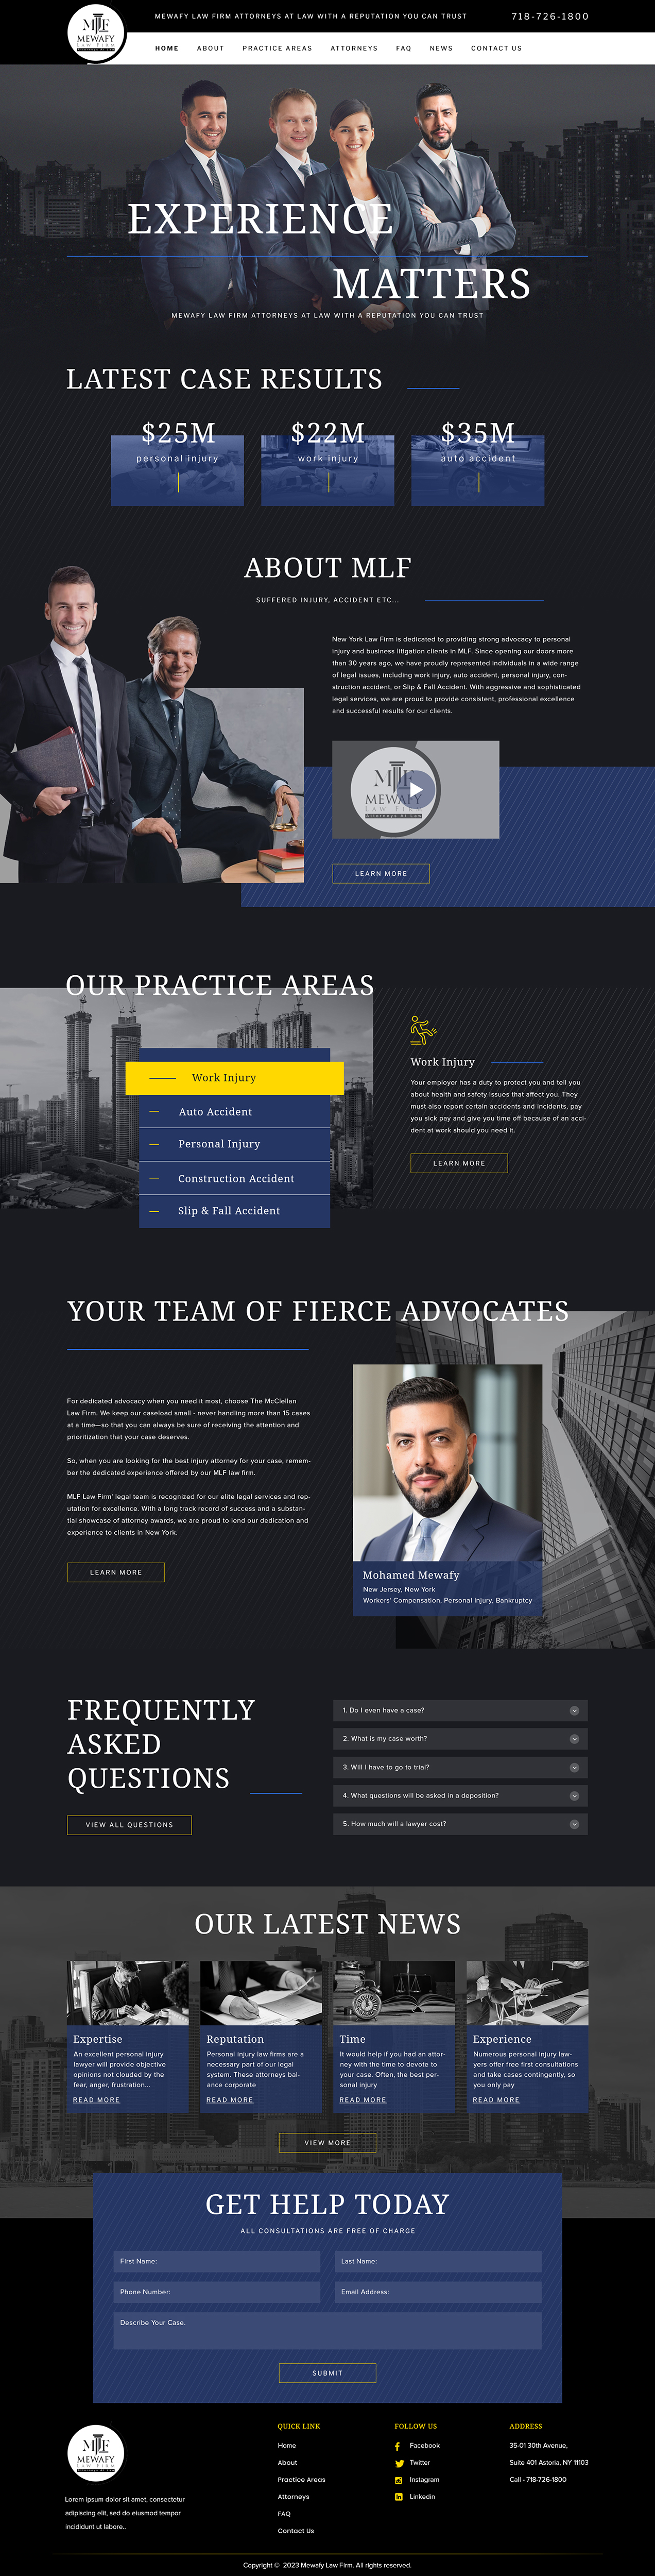 MLF
MEWAFY
LAW FIRM
Attorneys At Law
MEWAFY LAW FIRM ATTORNEYS AT LAW WITH A REPUTATION YOU CAN TRUST
718-726-1800
HOME
ABOUT
PRACTICE AREAS
ATTORNEYS
FAQ
NEWS
CONTACT US
EXPERIENCE
MATTERS
MEWAFY LAW FIRM ATTORNEYS AT LAW WITH A REPUTATION YOU CAN TRUST
LATEST CASE RESULTS
$25M
personal injury
$22M
work injury
$35M
auto accident
ABOUT MLF
SUFFERED INJURY, ACCIDENT ETC...
New York Law Firm is dedicated to providing strong advocacy to personal
injury and business litigation clients in MLF. Since opening our doors more
than 30 years ago, we have proudly represented individuals in a wide range
of legal issues, including work injury, auto accident, personal injury, con-
struction accident, or Slip & Fall Accident. With aggressive and sophisticated
legal services, we are proud to provide consistent, professional excellence
and successful results for our clients.
MLF
MEWAFY
Attorneys At Law
LEARN MORE
OUR PRACTICE AREAS
Work Injury
Auto Accident
Personal Injury
Construction Accident
Slip & Fall Accident
Work Injury
Your employer has a duty to protect you and tell you
about health and safety issues that affect you. They
must also report certain accidents and incidents, pay
you sick pay and give you time off because of an acci-
dent at work should you need it.
LEARN MORE
YOUR TEAM OF FIERCE ADVOCATES
For dedicated advocacy when you need it most, choose The McClellan
Law Firm. We keep our caseload small - never handling more than 15 cases
at a time—so that you can always be sure of receiving the attention and
prioritization that your case deserves.
So, when you are looking for the best injury attorney for your case, remem-
ber the dedicated experience offered by our MLF law firm.
MLF Law Firm' legal team is recognized for our elite legal services and rep-
utation for excellence. With a long track record of success and a substan-
tial showcase of attorney awards, we are proud to lend our dedication and
experience to clients in New York.
LEARN MORE
Mohamed Mewafy
New Jersey, New York
Workers' Compensation, Personal Injury, Bankruptcy
FREQUENTLY
ASKED
QUESTIONS
VIEW ALL QUESTIONS
1. Do I even have a case?
2. What is my case worth?
3. Will I have to go to trial?
4. What questions will be asked in a deposition?
5. How much will a lawyer cost?
OUR LATEST NEWS
Expertise
An excellent personal injury
lawyer will provide objective
opinions not clouded by the
fear, anger, frustration...
READ MORE
Reputation
Personal injury law firms are a
necessary part of our legal
system. These attorneys bal-
ance corporate
READ MORE
Time
It would help if you had an attor-
ney with the time to devote to
your case. Often, the best per-
sonal injury
READ MORE
Experience
Numerous personal injury law-
yers offer free first consultations
and take cases contingently, so
you only pay
READ MORE
VIEW MORE
GET HELP TODAY
ALL CONSULTATIONS ARE FREE OF CHARGE
First Name:
Last Name:
Phone Number:
Email Address:
Describe Your Case.
SUBMIT
MLF
MEWAFY
LAW FIRM
Attorneys At Law
Lorem ipsum dolor sit amet, consectetur
adipiscing elit, sed do eiusmod tempor
incididunt ut labore..
QUICK LINK
Home
About
Practice Areas
Attorneys
FAQ
Contact Us
FOLLOW US
Facebook
Twitter
Instagram
Linkedin
ADDRESS
35-01 30th Avenue,
Suite 401 Astoria, NY 11103
Call - 718-726-1800
Copyright © 2023 Mewafy Law Firm. All rights reserved.